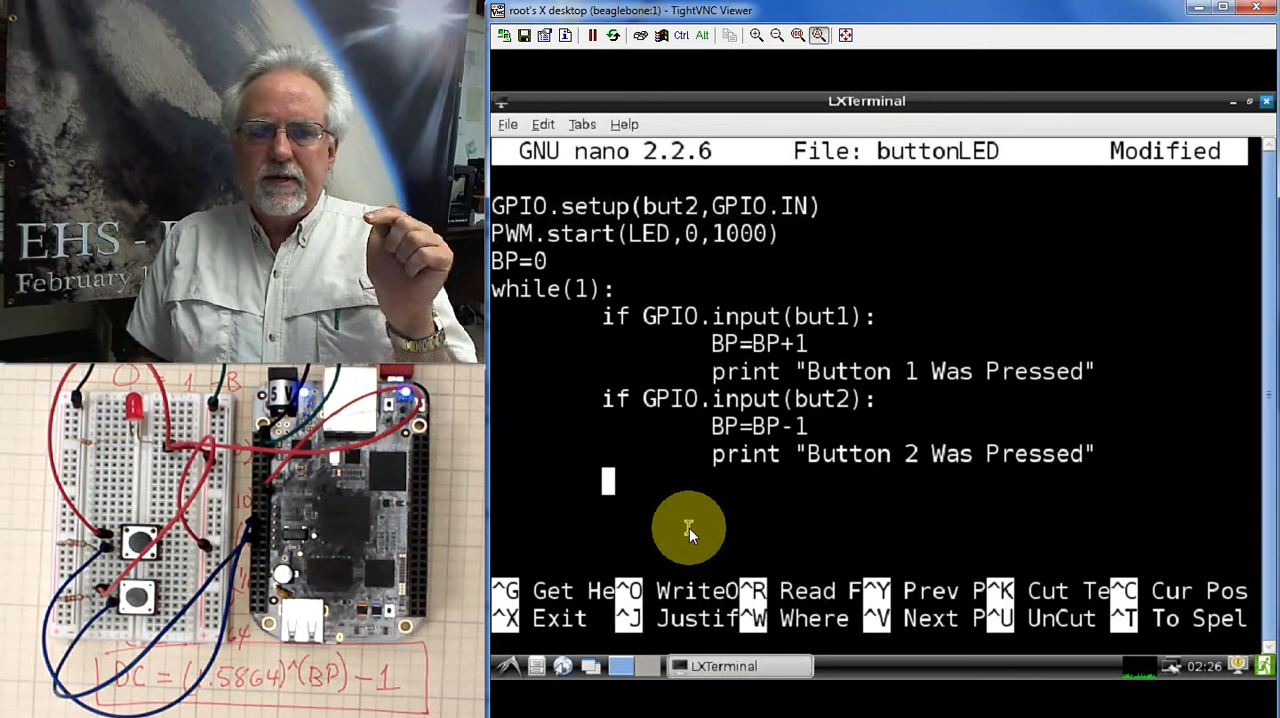 root's X desktop (beaglebone:1) - TightVNC Viewer
Ctrl Alt
LXTerminal
File Edit Tabs Help
GNU nano 2.2.6 File: buttonLED Modified
GPIO.setup(but2,GPIO.IN)
PWM.start(LED,0,1000)
BP=0
while(1):
if GPIO.input(but1):
BP=BP+1
print "Button 1 Was Pressed"
if GPIO.input(but2):
BP=BP-1
print "Button 2 Was Pressed"
^G Get He^O WriteO^R Read F^Y Prev P^K Cut Te^C Cur Pos
^X Exit ^J Justif^W Where ^V Next P^U UnCut ^T To Spel
LXTerminal 02:26
EHS -
February 1
5 V
DC = (1.5864)^(BP) - 1